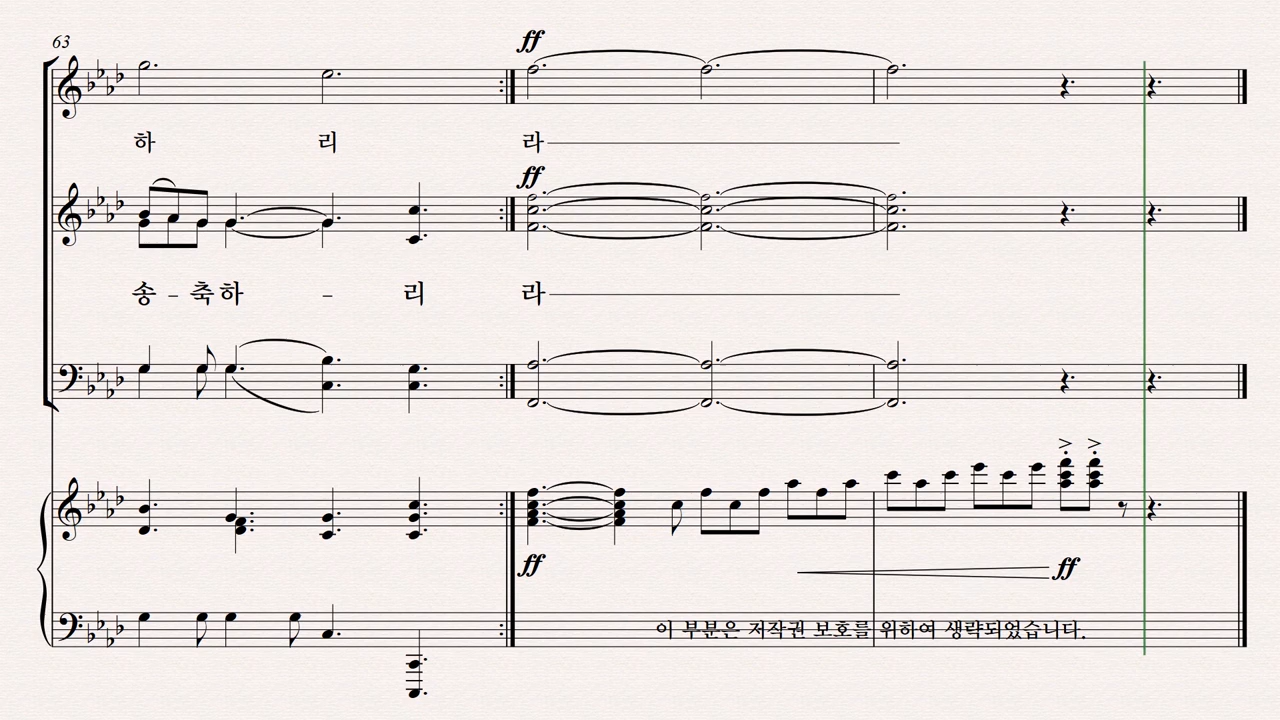 63
ff
하 리 라
ff
송 - 축 하 - 리 라
ff ff
이 부분은 저작권 보호를 위하여 생략되었습니다.